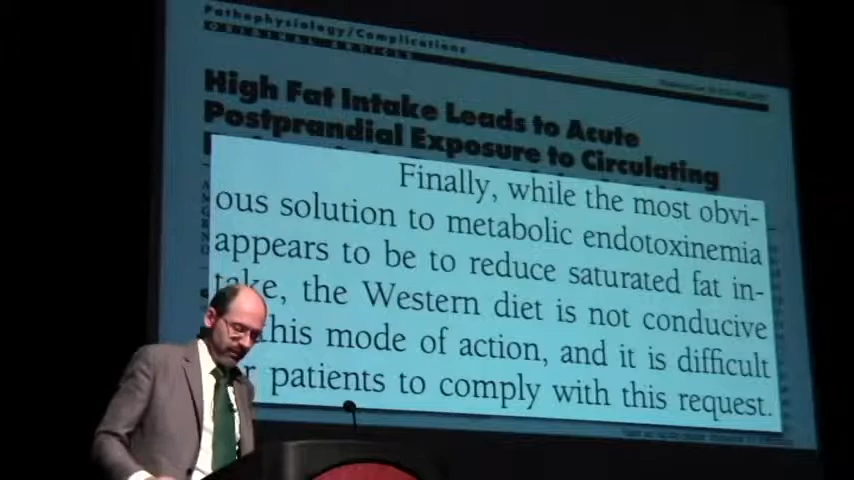 Pathophysiology/Complications
ORIGINAL ARTICLE
High Fat Intake Leads to Acute
Postprandial Exposure to Circulating
Finally, while the most obvi-
ous solution to metabolic endotoxinemia
appears to be to reduce saturated fat in-
take, the Western diet is not conducive
this mode of action, and it is difficult
r patients to comply with this request.